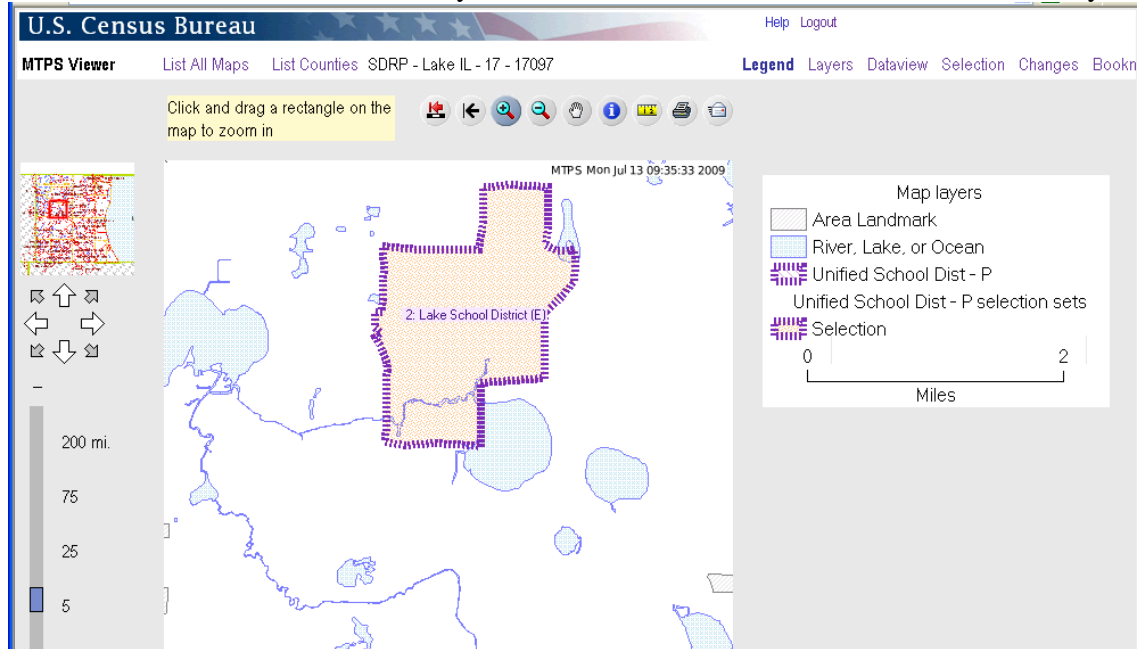 U.S. Census Bureau
Help Logout
MTPS Viewer List All Maps List Counties SDRP - Lake IL - 17 - 17097
Legend Layers Dataview Selection Changes
Click and drag a rectangle on the
map to zoom in
MTPS Mon Jul 13 09:35:33 2009
2: Lake School District (E)
Map layers
Area Landmark
River, Lake, or Ocean
Unified School Dist - P
Unified School Dist - P selection sets
Selection
0 2
Miles
200 mi.
75
25
5